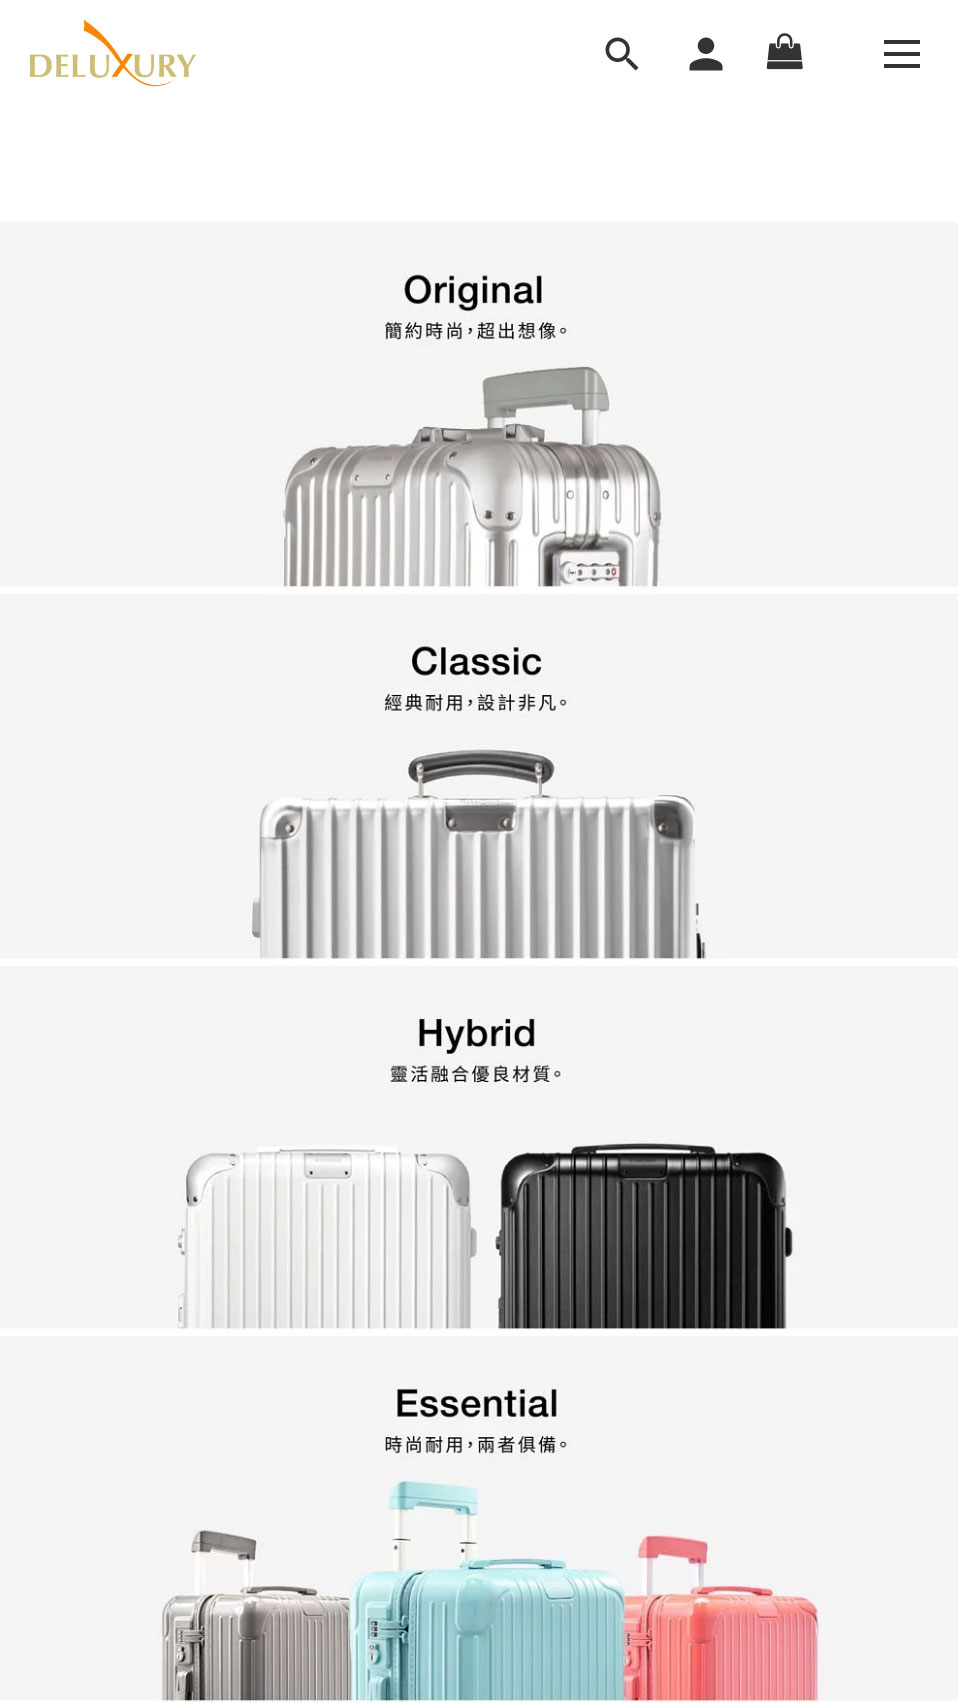 DELUXURY
Original
簡約時尚，超出想像。
Classic
經典耐用，設計非凡。
Hybrid
靈活融合優良材質。
Essential
時尚耐用，兩者俱備。